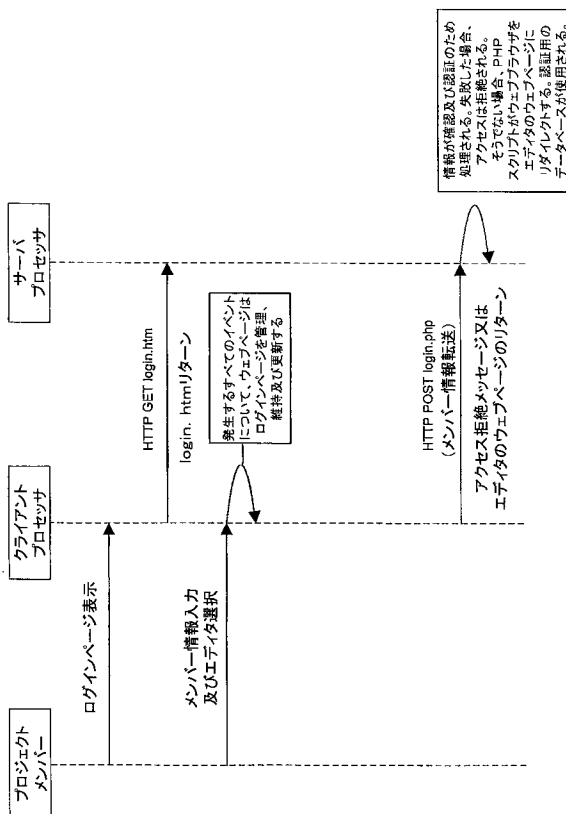 プロジェクト
メンバー
クライアント
プロセッサ
サーバ
プロセッサ
ログインページ表示
HTTP GET login.htm
login. htmリターン
メンバー情報入力
及びエディタ選択
発生するすべてのイベント
について、ウェブページは
ログインページを管理、
維持及び更新する
HTTP POST login.php
（メンバー情報転送）
アクセス拒絶メッセージ又は
エディタのウェブページのリターン
情報が確認及び認証のため
処理される。失敗した場合、
アクセスは拒絶される。
そうでない場合、PHP
スクリプトがウェブブラウザを
エディタのウェブページに
リダイレクトする。認証用の
データベースが使用される。